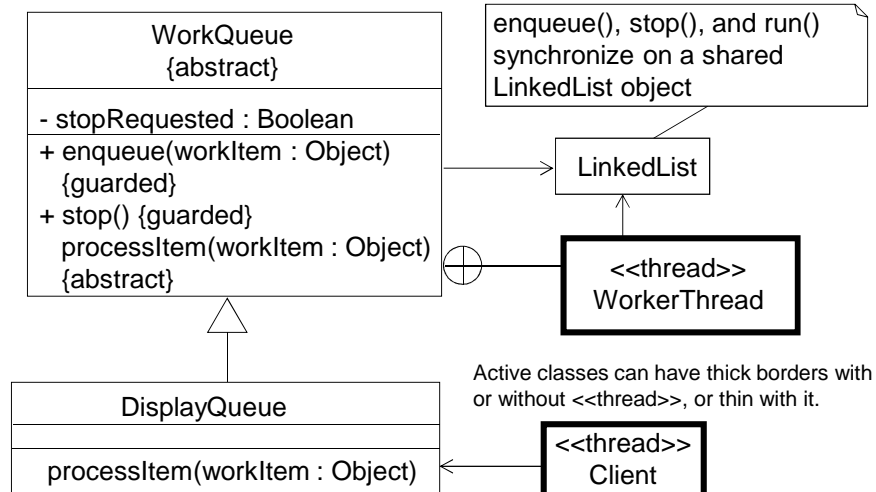 WorkQueue
{abstract}
- stopRequested : Boolean
+ enqueue(workItem : Object)
{guarded}
+ stop() {guarded}
processItem(workItem : Object)
{abstract}
enqueue(), stop(), and run()
synchronize on a shared
LinkedList object
LinkedList
<<thread>>
WorkerThread
Active classes can have thick borders with
or without <<thread>>, or thin with it.
DisplayQueue
processItem(workItem : Object)
<<thread>>
Client